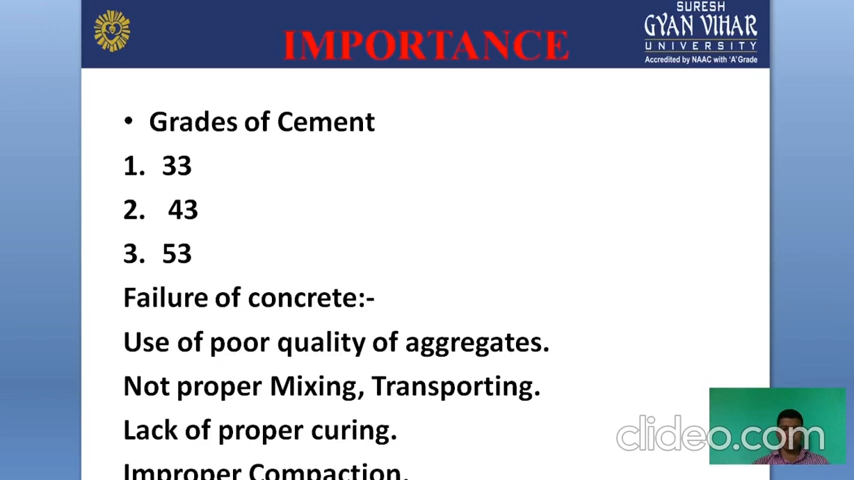 SURESH
GYAN VIHAR
UNIVERSITY
Accredited by NAAC with 'A' Grade
IMPORTANCE
• Grades of Cement
1. 33
2. 43
3. 53
Failure of concrete:-
Use of poor quality of aggregates.
Not proper Mixing, Transporting.
Lack of proper curing.
Improper Compaction.
clideo.com